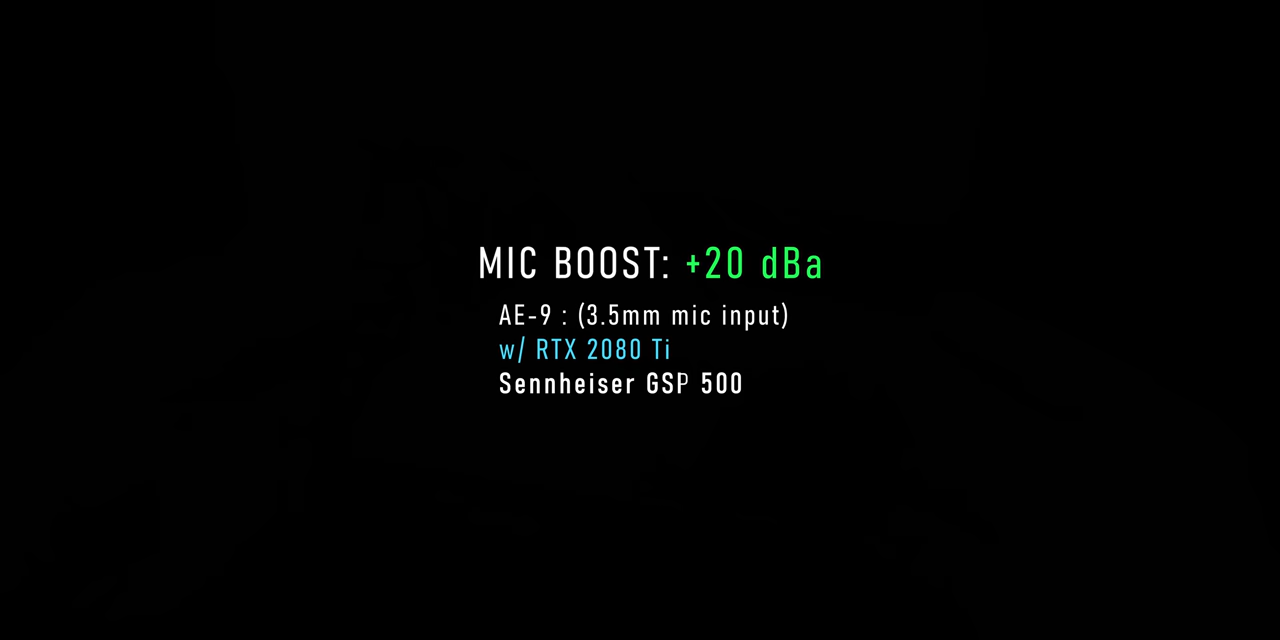 MIC BOOST: +20 dBa
AE-9 : (3.5mm mic input)
w/ RTX 2080 Ti
Sennheiser GSP 500